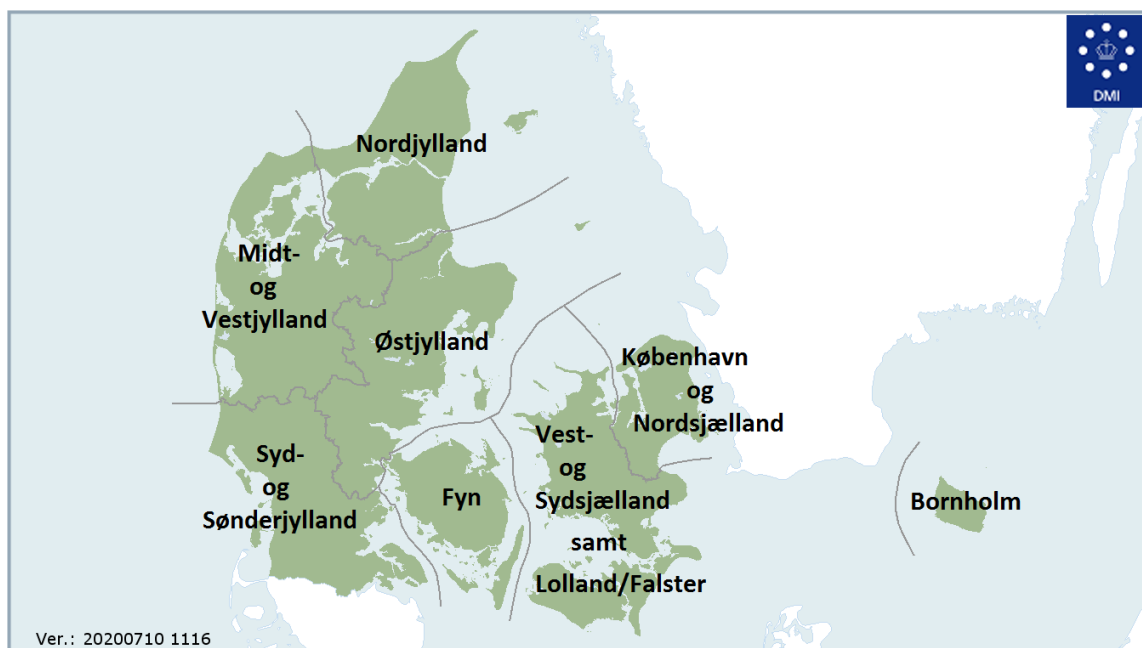 DMI
Nordjylland
Midt-
og
Vestjylland
Østjylland
København
og
Nordsjælland
Vest-
og
Sydsjælland
samt
Lolland/Falster
Syd-
og
Sønderjylland
Fyn
Bornholm
Ver.: 20200710 1116